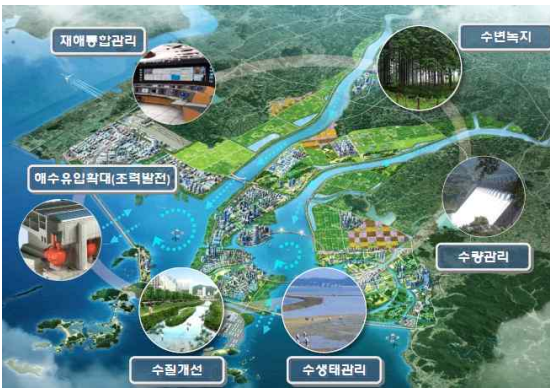 재해통합관리
수변녹지
해수유입확대(조력발전)
수량관리
수질개선
수생태관리